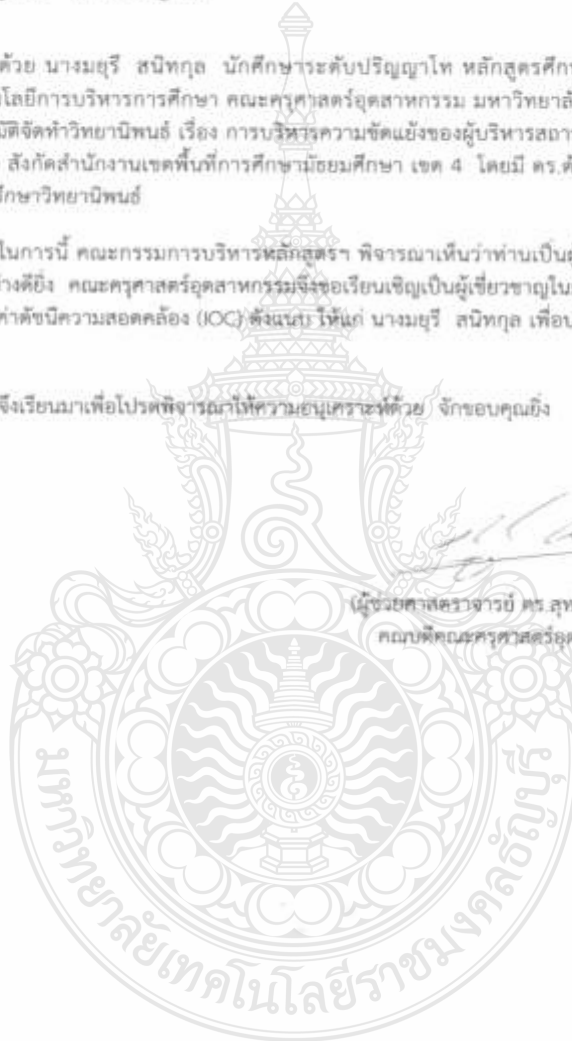 ด้วย นางมยุรี สนิทกุล นักศึกษาระดับปริญญาโท หลักสูตรศึกษ
โลยีการบริหารการศึกษา คณะครุศาสตร์อุตสาหกรรม มหาวิทยาลั
มัติจัดทำวิทยานิพนธ์ เรื่อง การบริหารความขัดแย้งของผู้บริหารสถา
สังกัดสำนักงานเขตพื้นที่การศึกษามัธยมศึกษา เขต 4 โดยมี ดร.ต้
รึกษาวิทยานิพนธ์
ในการนี้ คณะกรรมการบริหารหลักสูตรฯ พิจารณาเห็นว่าท่านเป็นผู้
างดียิ่ง คณะครุศาสตร์อุตสาหกรรมจึงขอเรียนเชิญเป็นผู้เชี่ยวชาญใน
ค่าดัชนีความสอดคล้อง (IOC) ดังแนบ ให้แก่ นางมยุรี สนิทกุล เพื่อ
จึงเรียนมาเพื่อโปรดพิจารณาให้ความอนุเคราะห์ด้วย จักขอบคุณยิ่ง
(ผู้ช่วยศาสตราจารย์ ดร.สุท
คณบดีคณะครุศาสตร์อุต
มหาวิทยาลัยเทคโนโลยีราชมงคลธัญบุรี